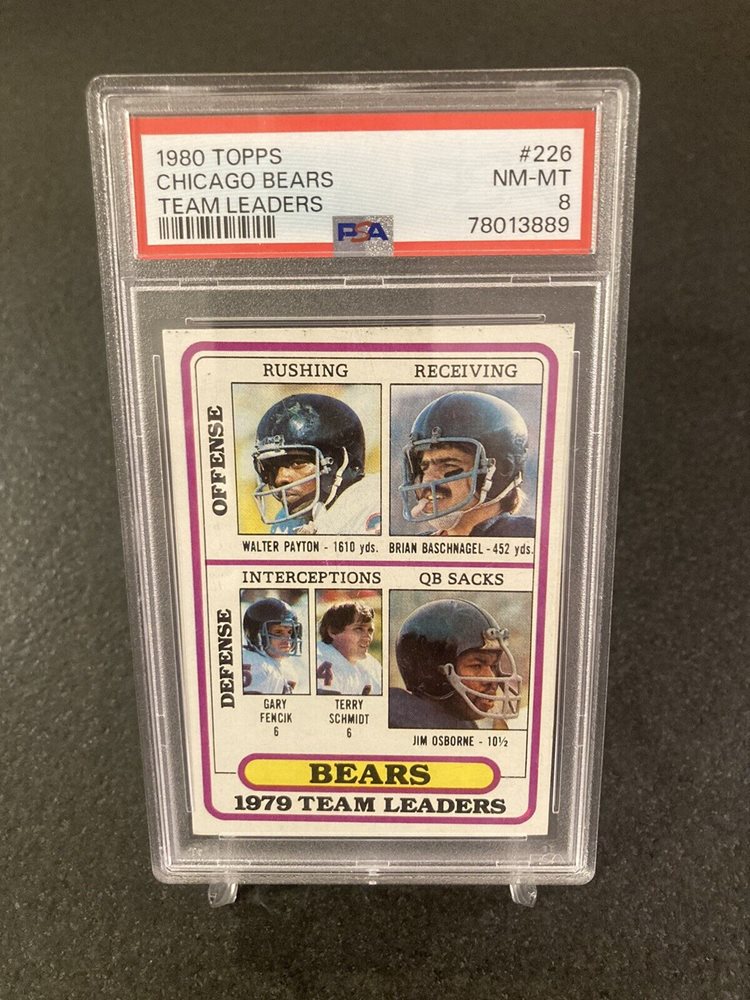 1980 TOPPS #226
CHICAGO BEARS NM-MT
TEAM LEADERS 8
PSA 78013889
RUSHING RECEIVING
OFFENSE
WALTER PAYTON - 1610 yds. BRIAN BASCHNAGEL - 452 yds.
INTERCEPTIONS QB SACKS
DEFENSE
GARY FENCIK 6
TERRY SCHMIDT 6
JIM OSBORNE - 10½
BEARS
1979 TEAM LEADERS